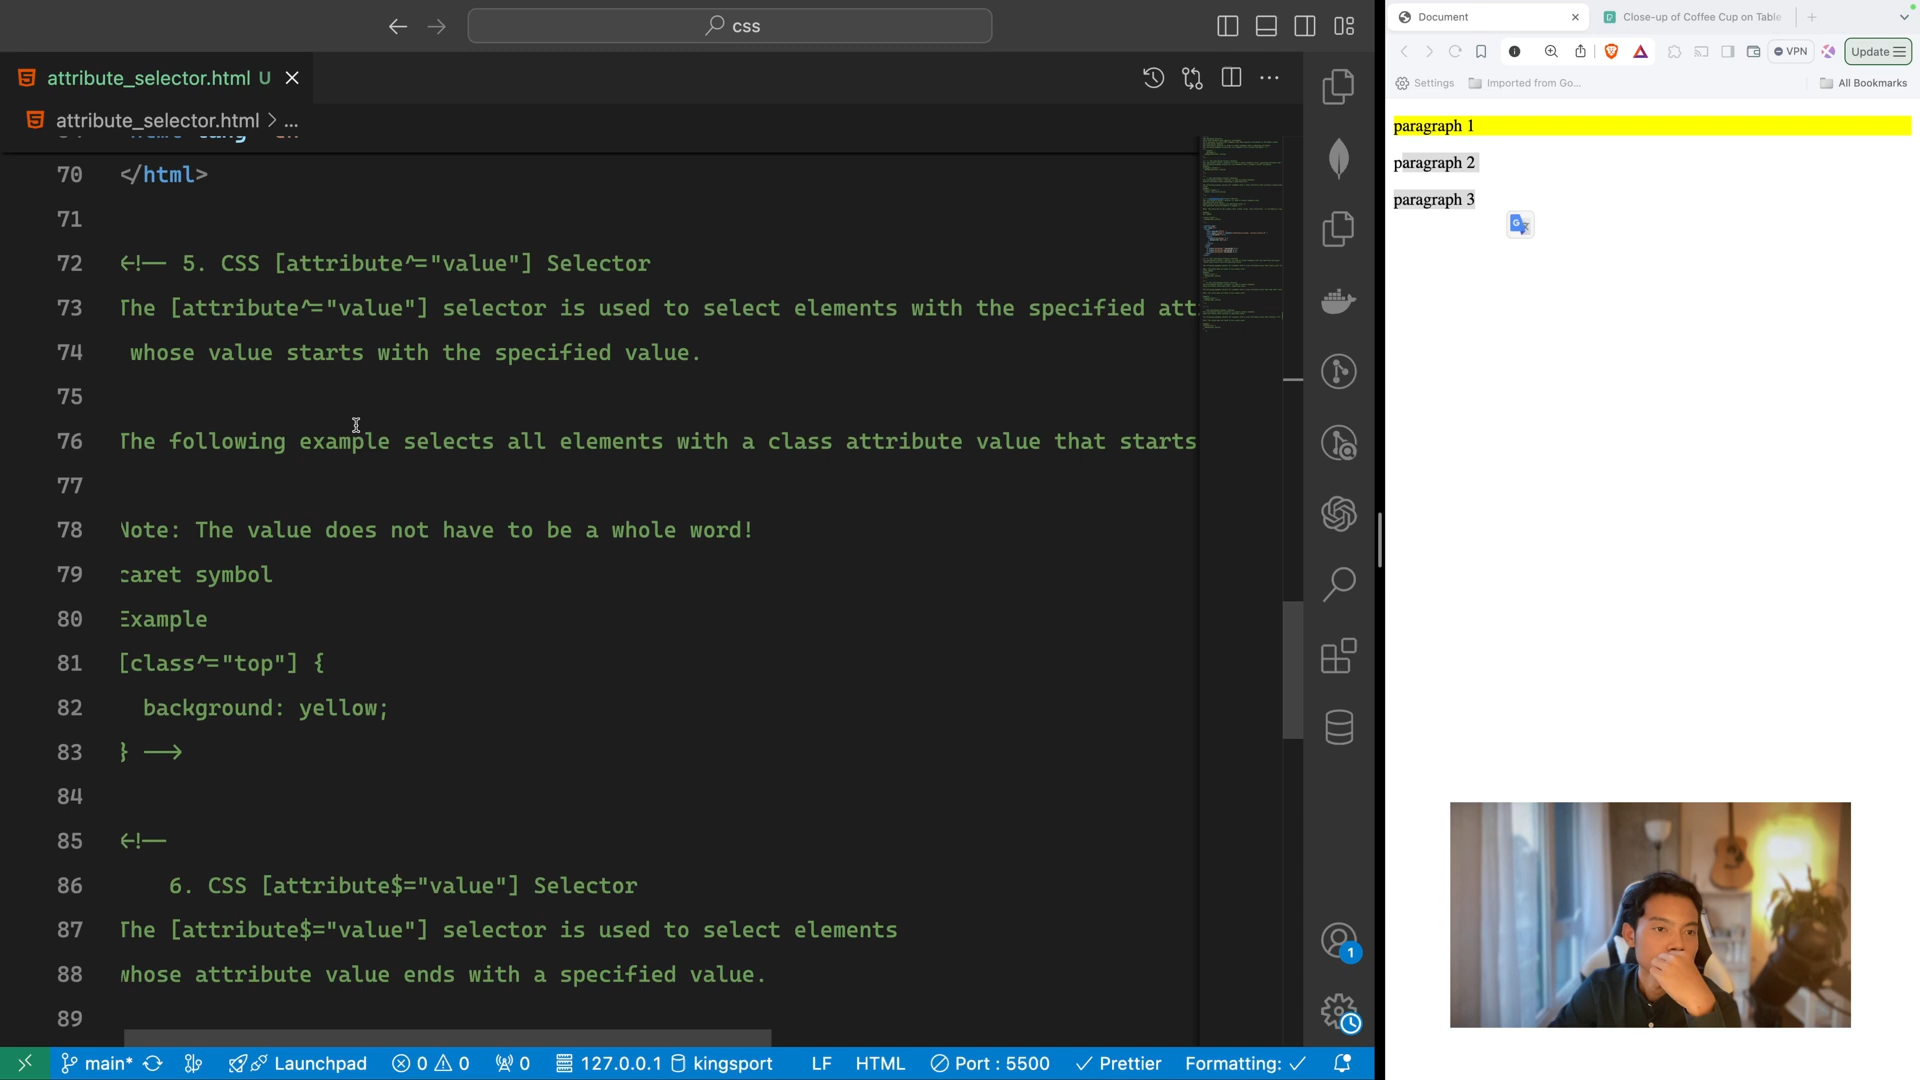 css
attribute_selector.html U
attribute_selector.html > ...
70 </html>
71
72 <!-- 5. CSS [attribute^="value"] Selector
73 The [attribute^="value"] selector is used to select elements with the specified att
74 whose value starts with the specified value.
75
76 The following example selects all elements with a class attribute value that starts
77
78 Note: The value does not have to be a whole word!
79 caret symbol
80 Example
81 [class^="top"] {
82 background: yellow;
83 } -->
84
85 <!--
86 6. CSS [attribute$="value"] Selector
87 The [attribute$="value"] selector is used to select elements
88 whose attribute value ends with a specified value.
89
main* Launchpad 0 0 0 127.0.0.1 kingsport LF HTML Port : 5500 Prettier Formatting:
1
Document
Close-up of Coffee Cup on Table
VPN
Update
Settings
Imported from Go...
All Bookmarks
paragraph 1
paragraph 2
paragraph 3
G